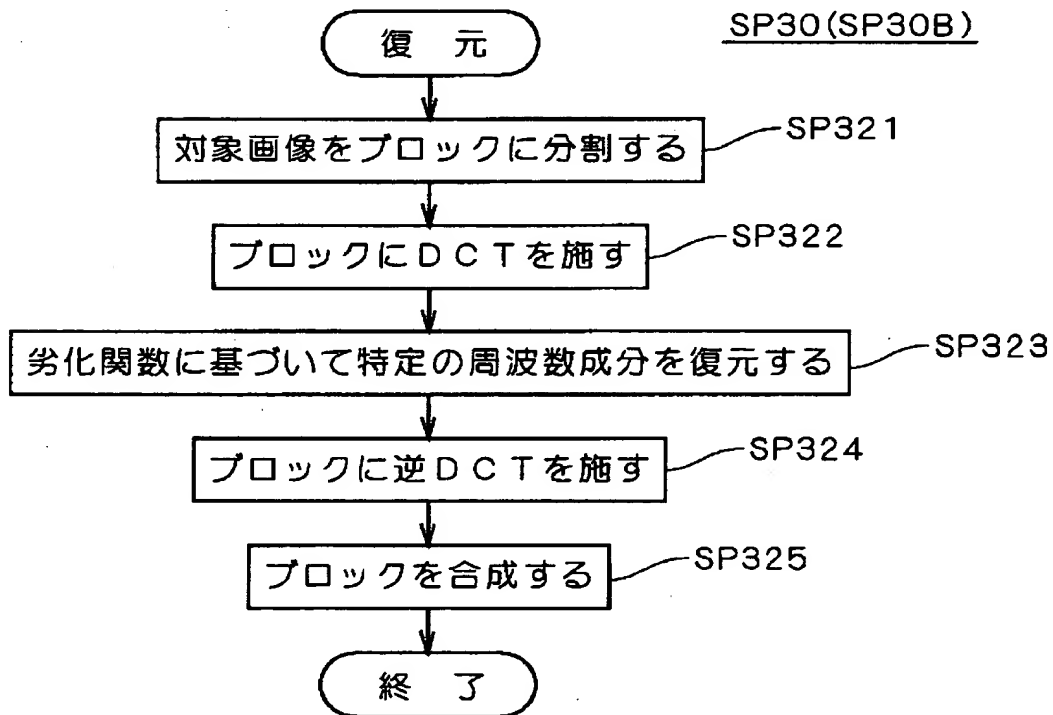 SP30(SP30B)
復 元
対象画像をブロックに分割する
SP321
ブロックにDCTを施す
SP322
劣化関数に基づいて特定の周波数成分を復元する
SP323
ブロックに逆DCTを施す
SP324
ブロックを合成する
SP325
終 了